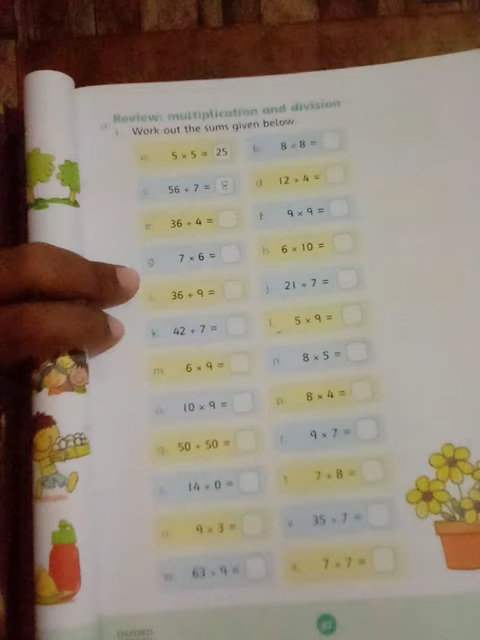 Review: multiplication and division
i. Work out the sums given below.
a. 5 × 5 = 25 b. 8 × 8 =
c. 56 ÷ 7 = 8 d. 12 ÷ 4 =
e. 36 ÷ 4 = f. 9 × 9 =
g. 7 × 6 = h. 6 × 10 =
i. 36 ÷ 9 = j. 21 ÷ 7 =
k. 42 ÷ 7 = l. 5 × 9 =
m. 6 × 9 = n. 8 × 5 =
o. 10 × 9 = p. 8 × 4 =
q. 50 ÷ 50 = r. 9 × 7 =
s. 14 × 0 = t. 7 × 8 =
u. 9 × 3 = v. 35 ÷ 7 =
w. 63 ÷ 9 = x. 7 × 7 =
OXFORD